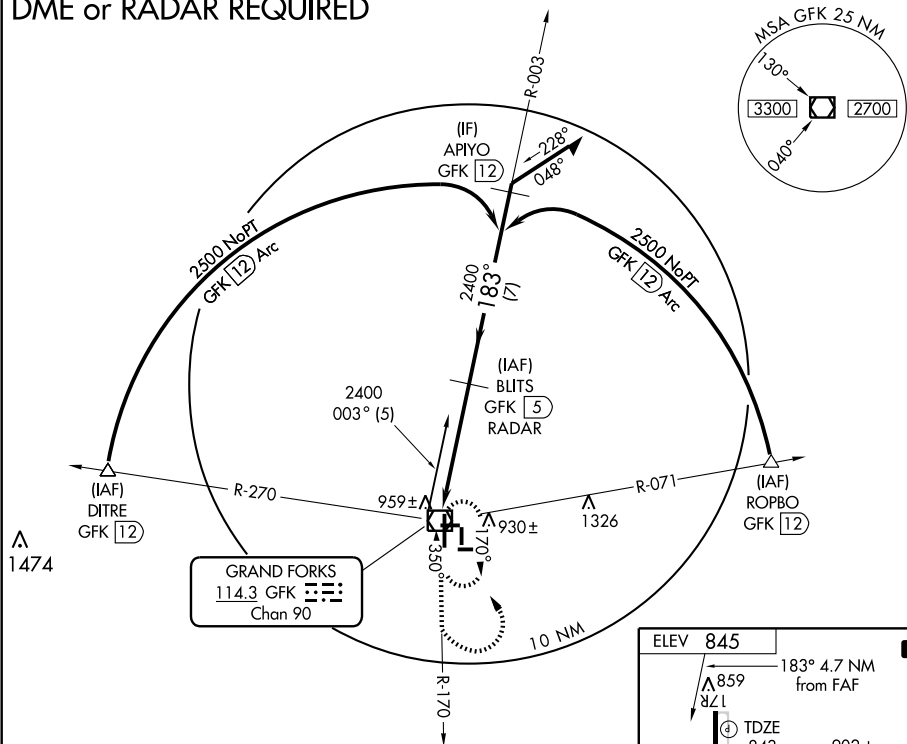 DME or RADAR REQUIRED
MSA GFK 25 NM
130°
3300
2700
040°
R-003
(IF)
APIYO
GFK 12
228°
048°
2500 NoPT
GFK 12 Arc
2500 NoPT
GFK 12 Arc
2400
183°
(7)
(IAF)
BLITS
GFK 5
RADAR
2400
003° (5)
R-270
(IAF)
DITRE
GFK 12
R-071
(IAF)
ROPBO
GFK 12
959±
930±
1326
1474
350°
170°
GRAND FORKS
114.3 GFK
Chan 90
10 NM
R-170
ELEV 845
183° 4.7 NM
from FAF
859
17R
TDZE